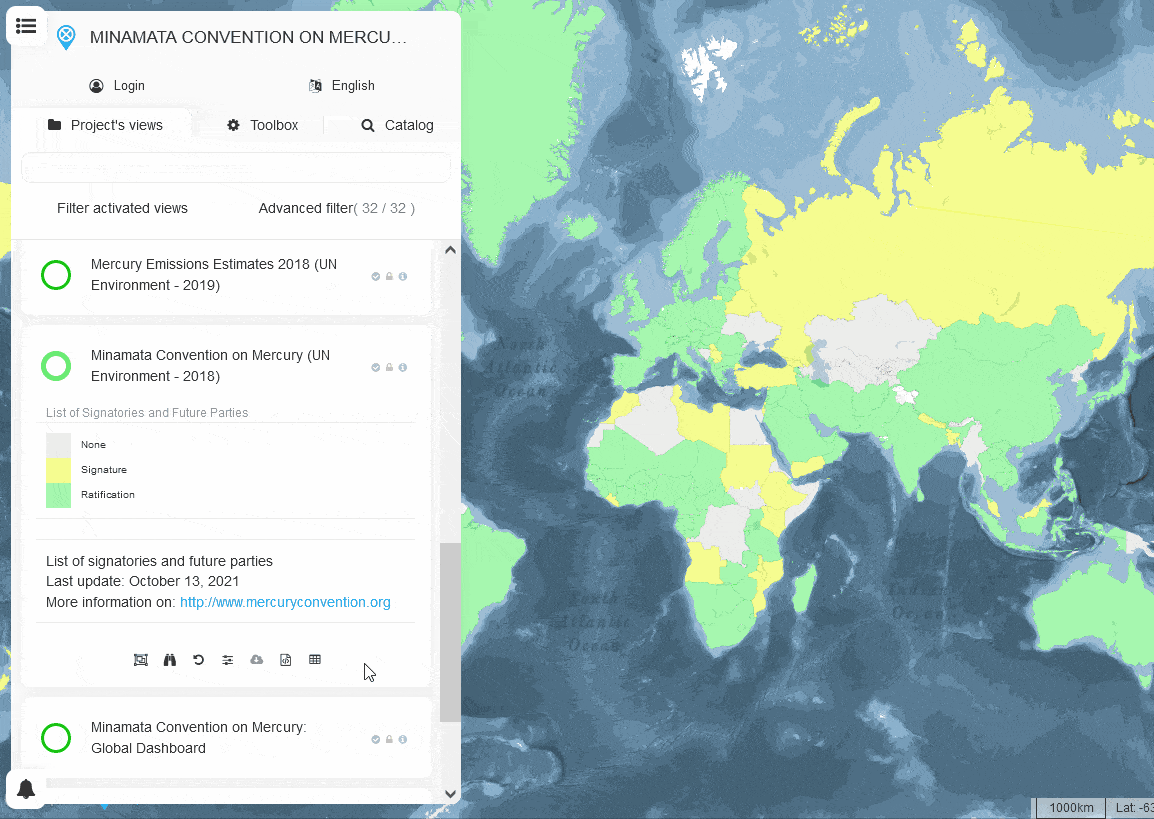 MINAMATA CONVENTION ON MERCU...
Login
English
Project's views
Toolbox
Catalog
Filter activated views
Advanced filter( 32 / 32 )
Mercury Emissions Estimates 2018 (UN
Environment - 2019)
Minamata Convention on Mercury (UN
Environment - 2018)
List of Signatories and Future Parties
None
Signature
Ratification
List of signatories and future parties
Last update: October 13, 2021
More information on: http://www.mercuryconvention.org
Minamata Convention on Mercury:
Global Dashboard
North
Atlantic
Ocean
South
Atlantic
Ocean
Indian
Ocean
1000km
Lat: -63